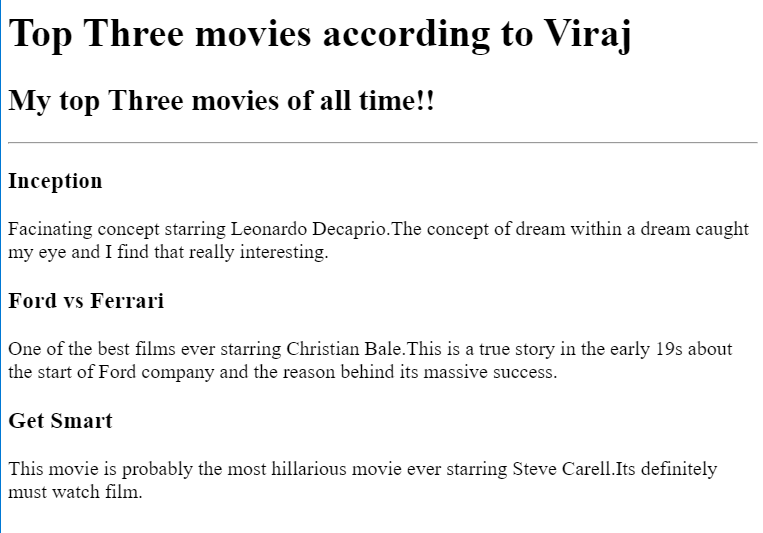 Top Three movies according to Viraj
My top Three movies of all time!!
Inception
Facinating concept starring Leonardo Decaprio.The concept of dream within a dream caught
my eye and I find that really interesting.
Ford vs Ferrari
One of the best films ever starring Christian Bale.This is a true story in the early 19s about
the start of Ford company and the reason behind its massive success.
Get Smart
This movie is probably the most hillarious movie ever starring Steve Carell.Its definitely
must watch film.